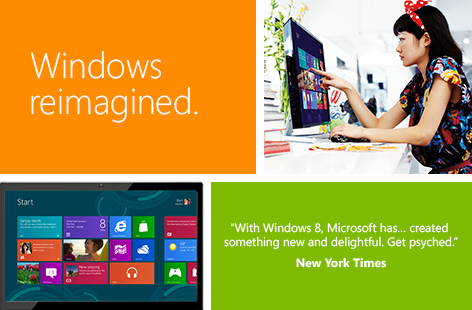 Windows
reimagined.
Start
"With Windows 8, Microsoft has... created
something new and delightful. Get psyched."
New York Times